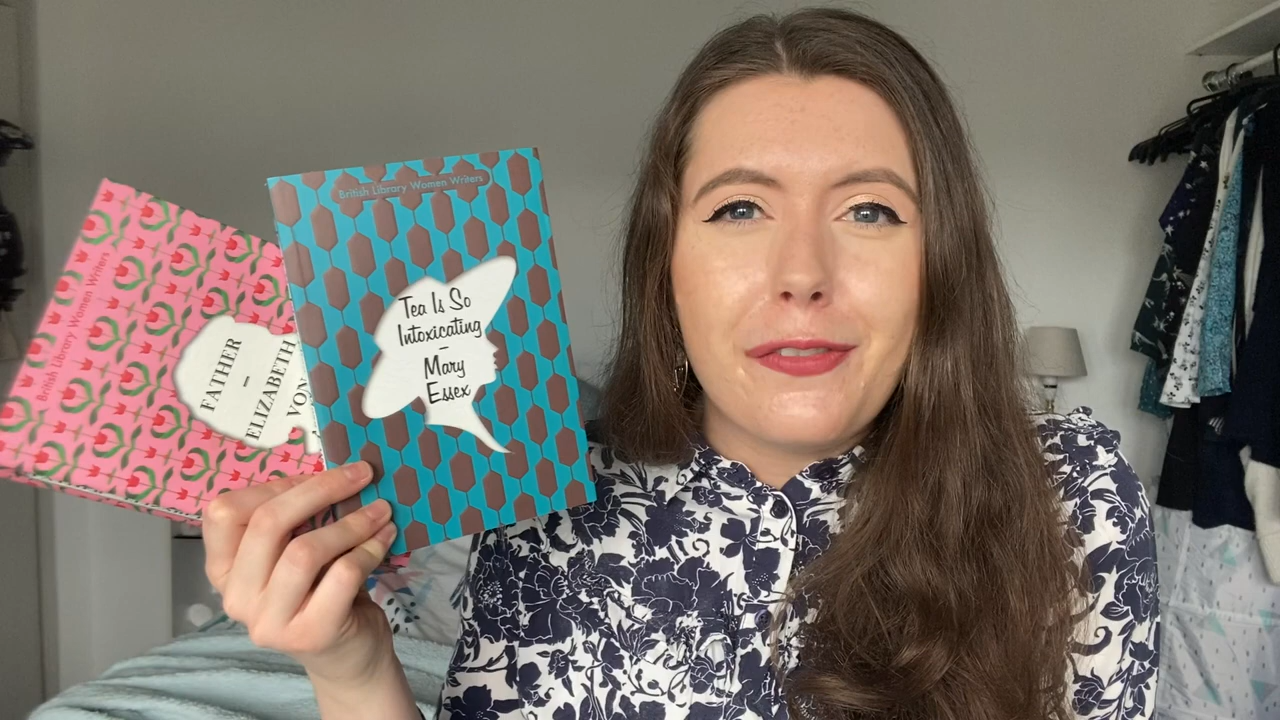 British Library Women Writers
FATHER
–
ELIZABETH
VON
British Library Women Writers
Tea Is So
Intoxicating
–
Mary
Essex